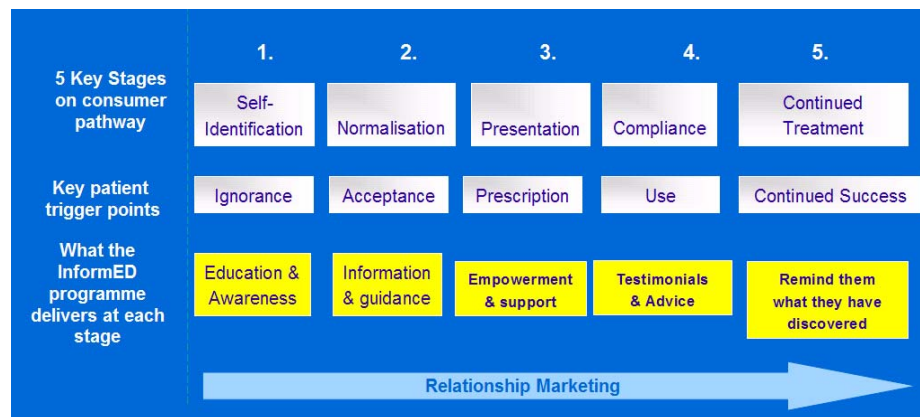 1. 2. 3. 4. 5.
5 Key Stages
on consumer
pathway
Self-
Identification
Normalisation
Presentation
Compliance
Continued
Treatment
Key patient
trigger points
Ignorance
Acceptance
Prescription
Use
Continued Success
What the
InformED
programme
delivers at each
stage
Education &
Awareness
Information
& guidance
Empowerment
& support
Testimonials
& Advice
Remind them
what they have
discovered
Relationship Marketing